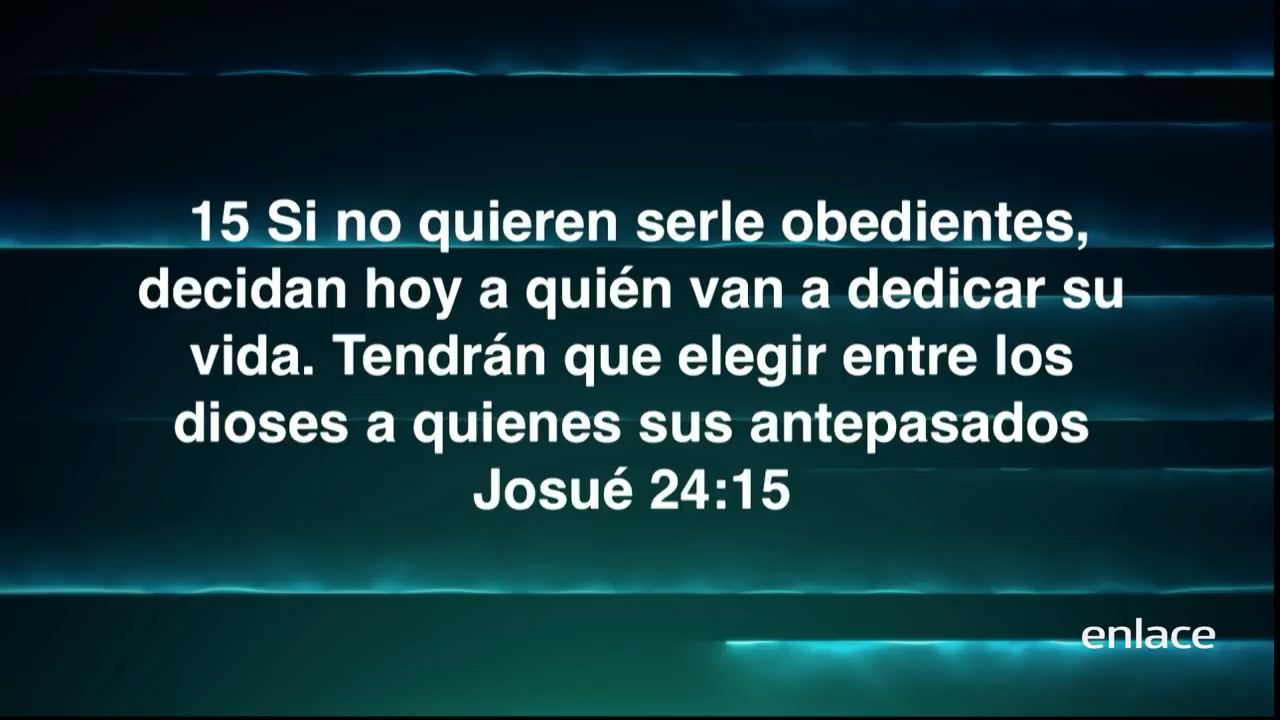 15 Si no quieren serle obedientes,
decidan hoy a quién van a dedicar su
vida. Tendrán que elegir entre los
dioses a quienes sus antepasados
Josué 24:15
enlace